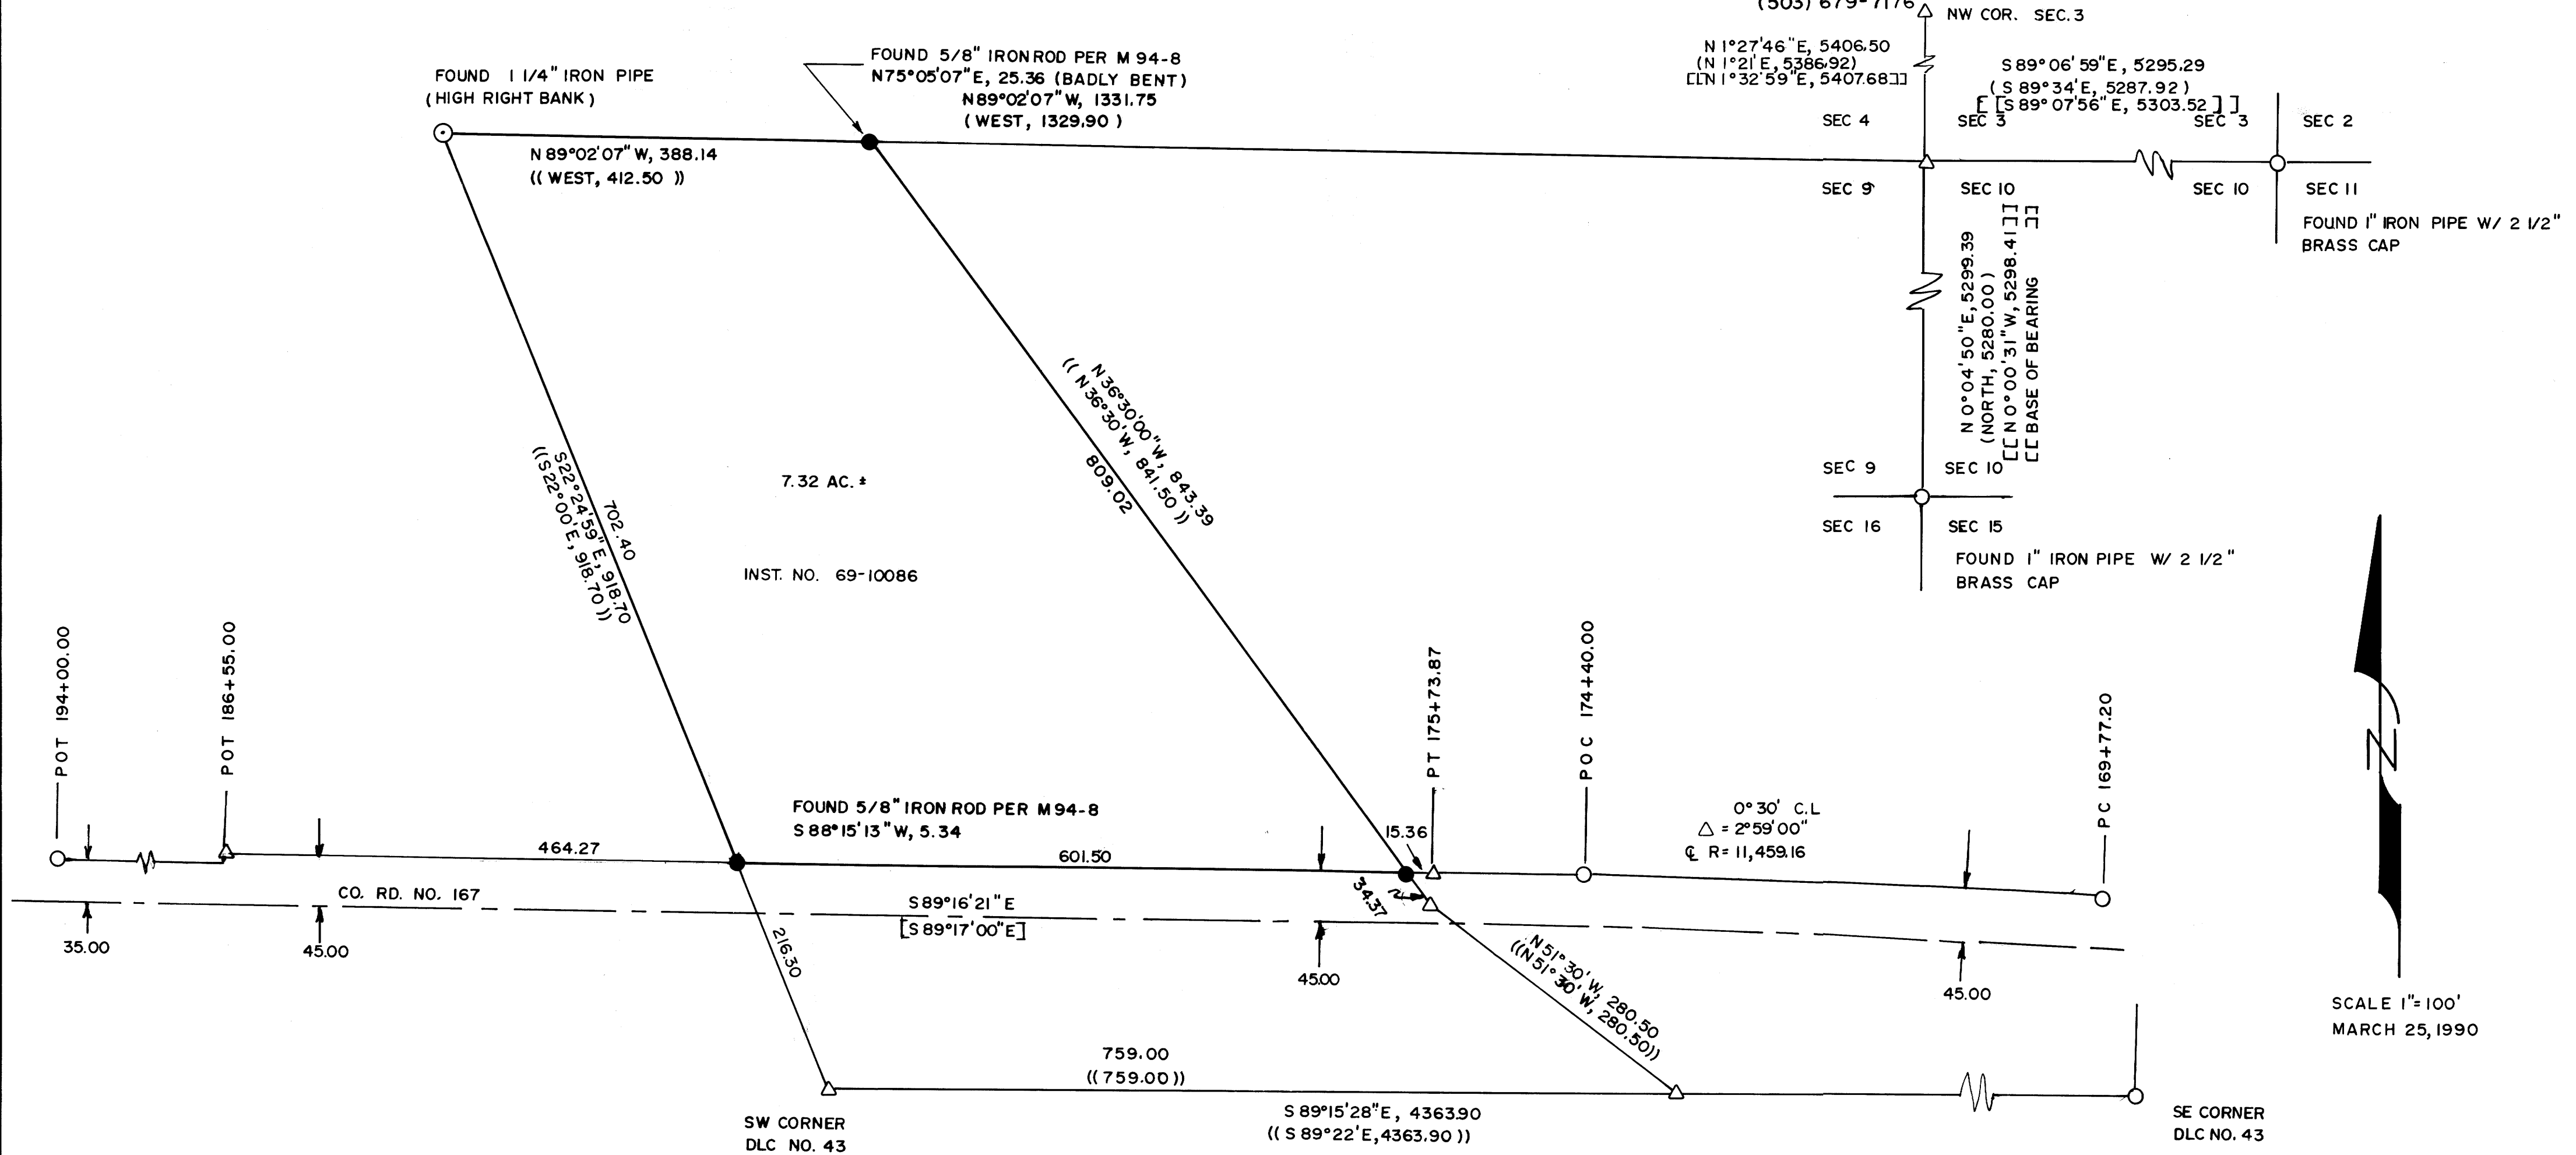 (503) 679-7176
NW COR. SEC. 3
FOUND 1 1/4" IRON PIPE
(HIGH RIGHT BANK)
FOUND 5/8" IRON ROD PER M 94-8
N75°05'07"E, 25.36 (BADLY BENT)
N89°02'07"W, 1331.75
(WEST, 1329.90)
N 1°27'46"E, 5406.50
(N 1°21'E, 5386.92)
[[N 1°32'59"E, 5407.68]]
S 89°06'59"E, 5295.29
(S 89°34'E, 5287.92)
[[S 89°07'56"E, 5303.52]]
SEC 4
SEC 3
SEC 3
SEC 2
N 89°02'07"W, 388.14
((WEST, 412.50))
SEC 9
SEC 10
SEC 10
SEC 11
FOUND 1" IRON PIPE W/ 2 1/2"
BRASS CAP
N 0°04'50"E, 5299.39
(NORTH, 5280.00)
[[N 0°00'31"W, 5298.41]]
[[BASE OF BEARING ]]
N 36°30'00"W, 843.39
((N 36°30'W, 841.50))
809.02
702.40
S22°24'59"E, 918.70
((S22°00'E, 918.70))
7.32 AC.±
INST. NO. 69-10086
SEC 9
SEC 10
SEC 16
SEC 15
FOUND 1" IRON PIPE W/ 2 1/2"
BRASS CAP
POT 194+00.00
POT 186+55.00
PT 175+73.87
POC 174+40.00
PC 169+77.20
N
FOUND 5/8" IRON ROD PER M94-8
S 88°15'13"W, 5.34
0°30' C.L
△ = 2°59'00"
℄ R= 11,459.16
464.27
601.50
15.36
34.37
CO. RD. NO. 167
S 89°16'21"E
[S 89°17'00"E]
35.00
45.00
216.30
45.00
45.00
N 51°30'W, 280.50
((N 51°30'W, 280.50))
SCALE 1"=100'
MARCH 25, 1990
759.00
((759.00))
SW CORNER
DLC NO. 43
S 89°15'28"E, 4363.90
((S 89°22'E, 4363.90))
SE CORNER
DLC NO. 43